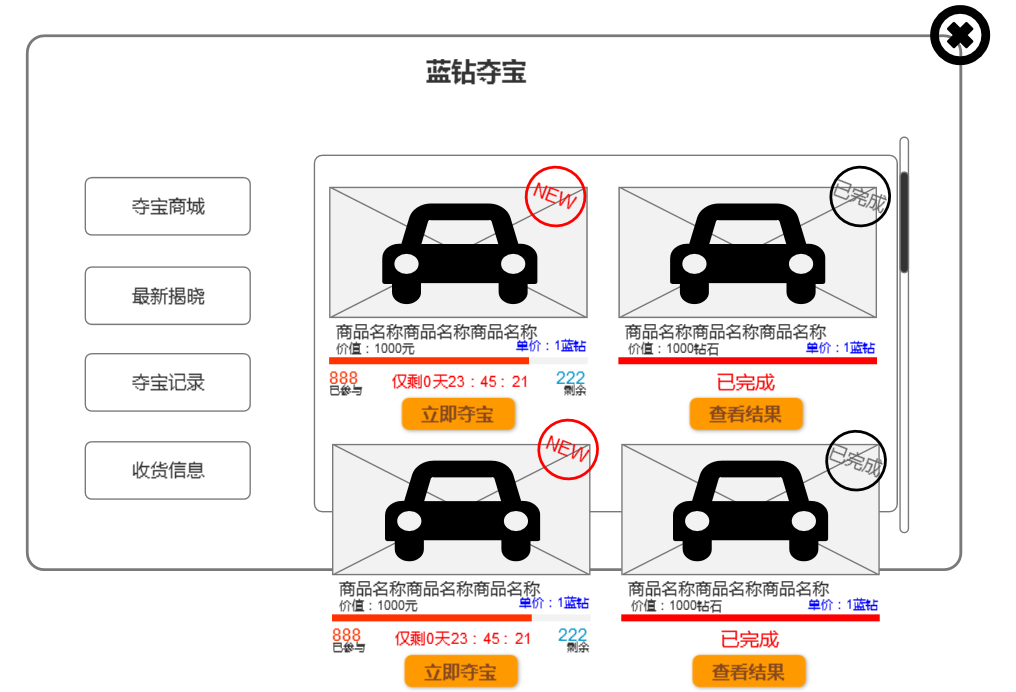 蓝钻夺宝
夺宝商城
最新揭晓
夺宝记录
收货信息
NEW
商品名称商品名称商品名称
价值：1000元
单价：1蓝钻
888
已参与
仅剩0天23：45：21
222
剩余
立即夺宝
已完成
商品名称商品名称商品名称
价值：1000钻石
单价：1蓝钻
已完成
查看结果
NEW
商品名称商品名称商品名称
价值：1000元
单价：1蓝钻
888
已参与
仅剩0天23：45：21
222
剩余
立即夺宝
已完成
商品名称商品名称商品名称
价值：1000钻石
单价：1蓝钻
已完成
查看结果